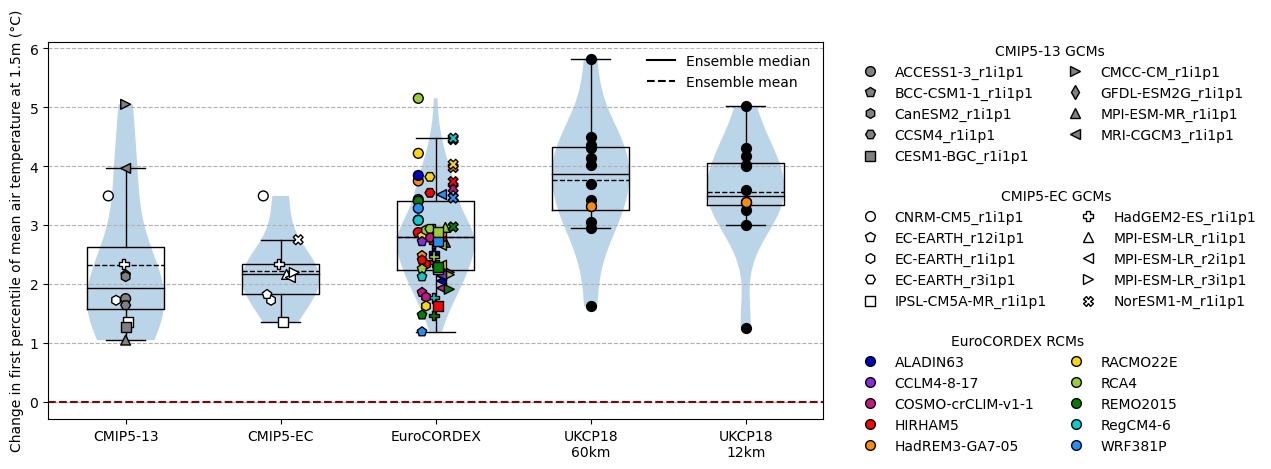 Change in first percentile of mean air temperature at 1.5m (°C)
6
5
4
3
2
1
0
Ensemble median
Ensemble mean
CMIP5-13
CMIP5-EC
EuroCORDEX
UKCP18
60km
UKCP18
12km
CMIP5-13 GCMs
ACCESS1-3_r1i1p1
BCC-CSM1-1_r1i1p1
CanESM2_r1i1p1
CCSM4_r1i1p1
CESM1-BGC_r1i1p1
CMCC-CM_r1i1p1
GFDL-ESM2G_r1i1p1
MPI-ESM-MR_r1i1p1
MRI-CGCM3_r1i1p1
CMIP5-EC GCMs
CNRM-CM5_r1i1p1
EC-EARTH_r12i1p1
EC-EARTH_r1i1p1
EC-EARTH_r3i1p1
IPSL-CM5A-MR_r1i1p1
HadGEM2-ES_r1i1p1
MPI-ESM-LR_r1i1p1
MPI-ESM-LR_r2i1p1
MPI-ESM-LR_r3i1p1
NorESM1-M_r1i1p1
EuroCORDEX RCMs
ALADIN63
CCLM4-8-17
COSMO-crCLIM-v1-1
HIRHAM5
HadREM3-GA7-05
RACMO22E
RCA4
REMO2015
RegCM4-6
WRF381P